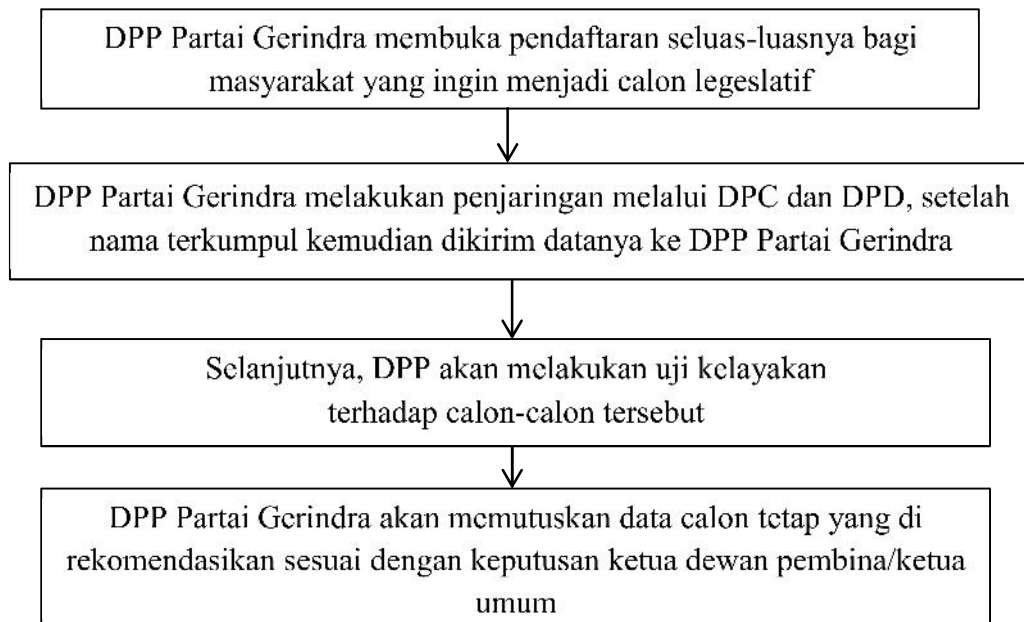 DPP Partai Gerindra membuka pendaftaran seluas-luasnya bagi
masyarakat yang ingin menjadi calon legeslatif
DPP Partai Gerindra melakukan penjaringan melalui DPC dan DPD, setelah
nama terkumpul kemudian dikirim datanya ke DPP Partai Gerindra
Selanjutnya, DPP akan melakukan uji kelayakan
terhadap calon-calon tersebut
DPP Partai Gerindra akan memutuskan data calon tetap yang di
rekomendasikan sesuai dengan keputusan ketua dewan pembina/ketua
umum